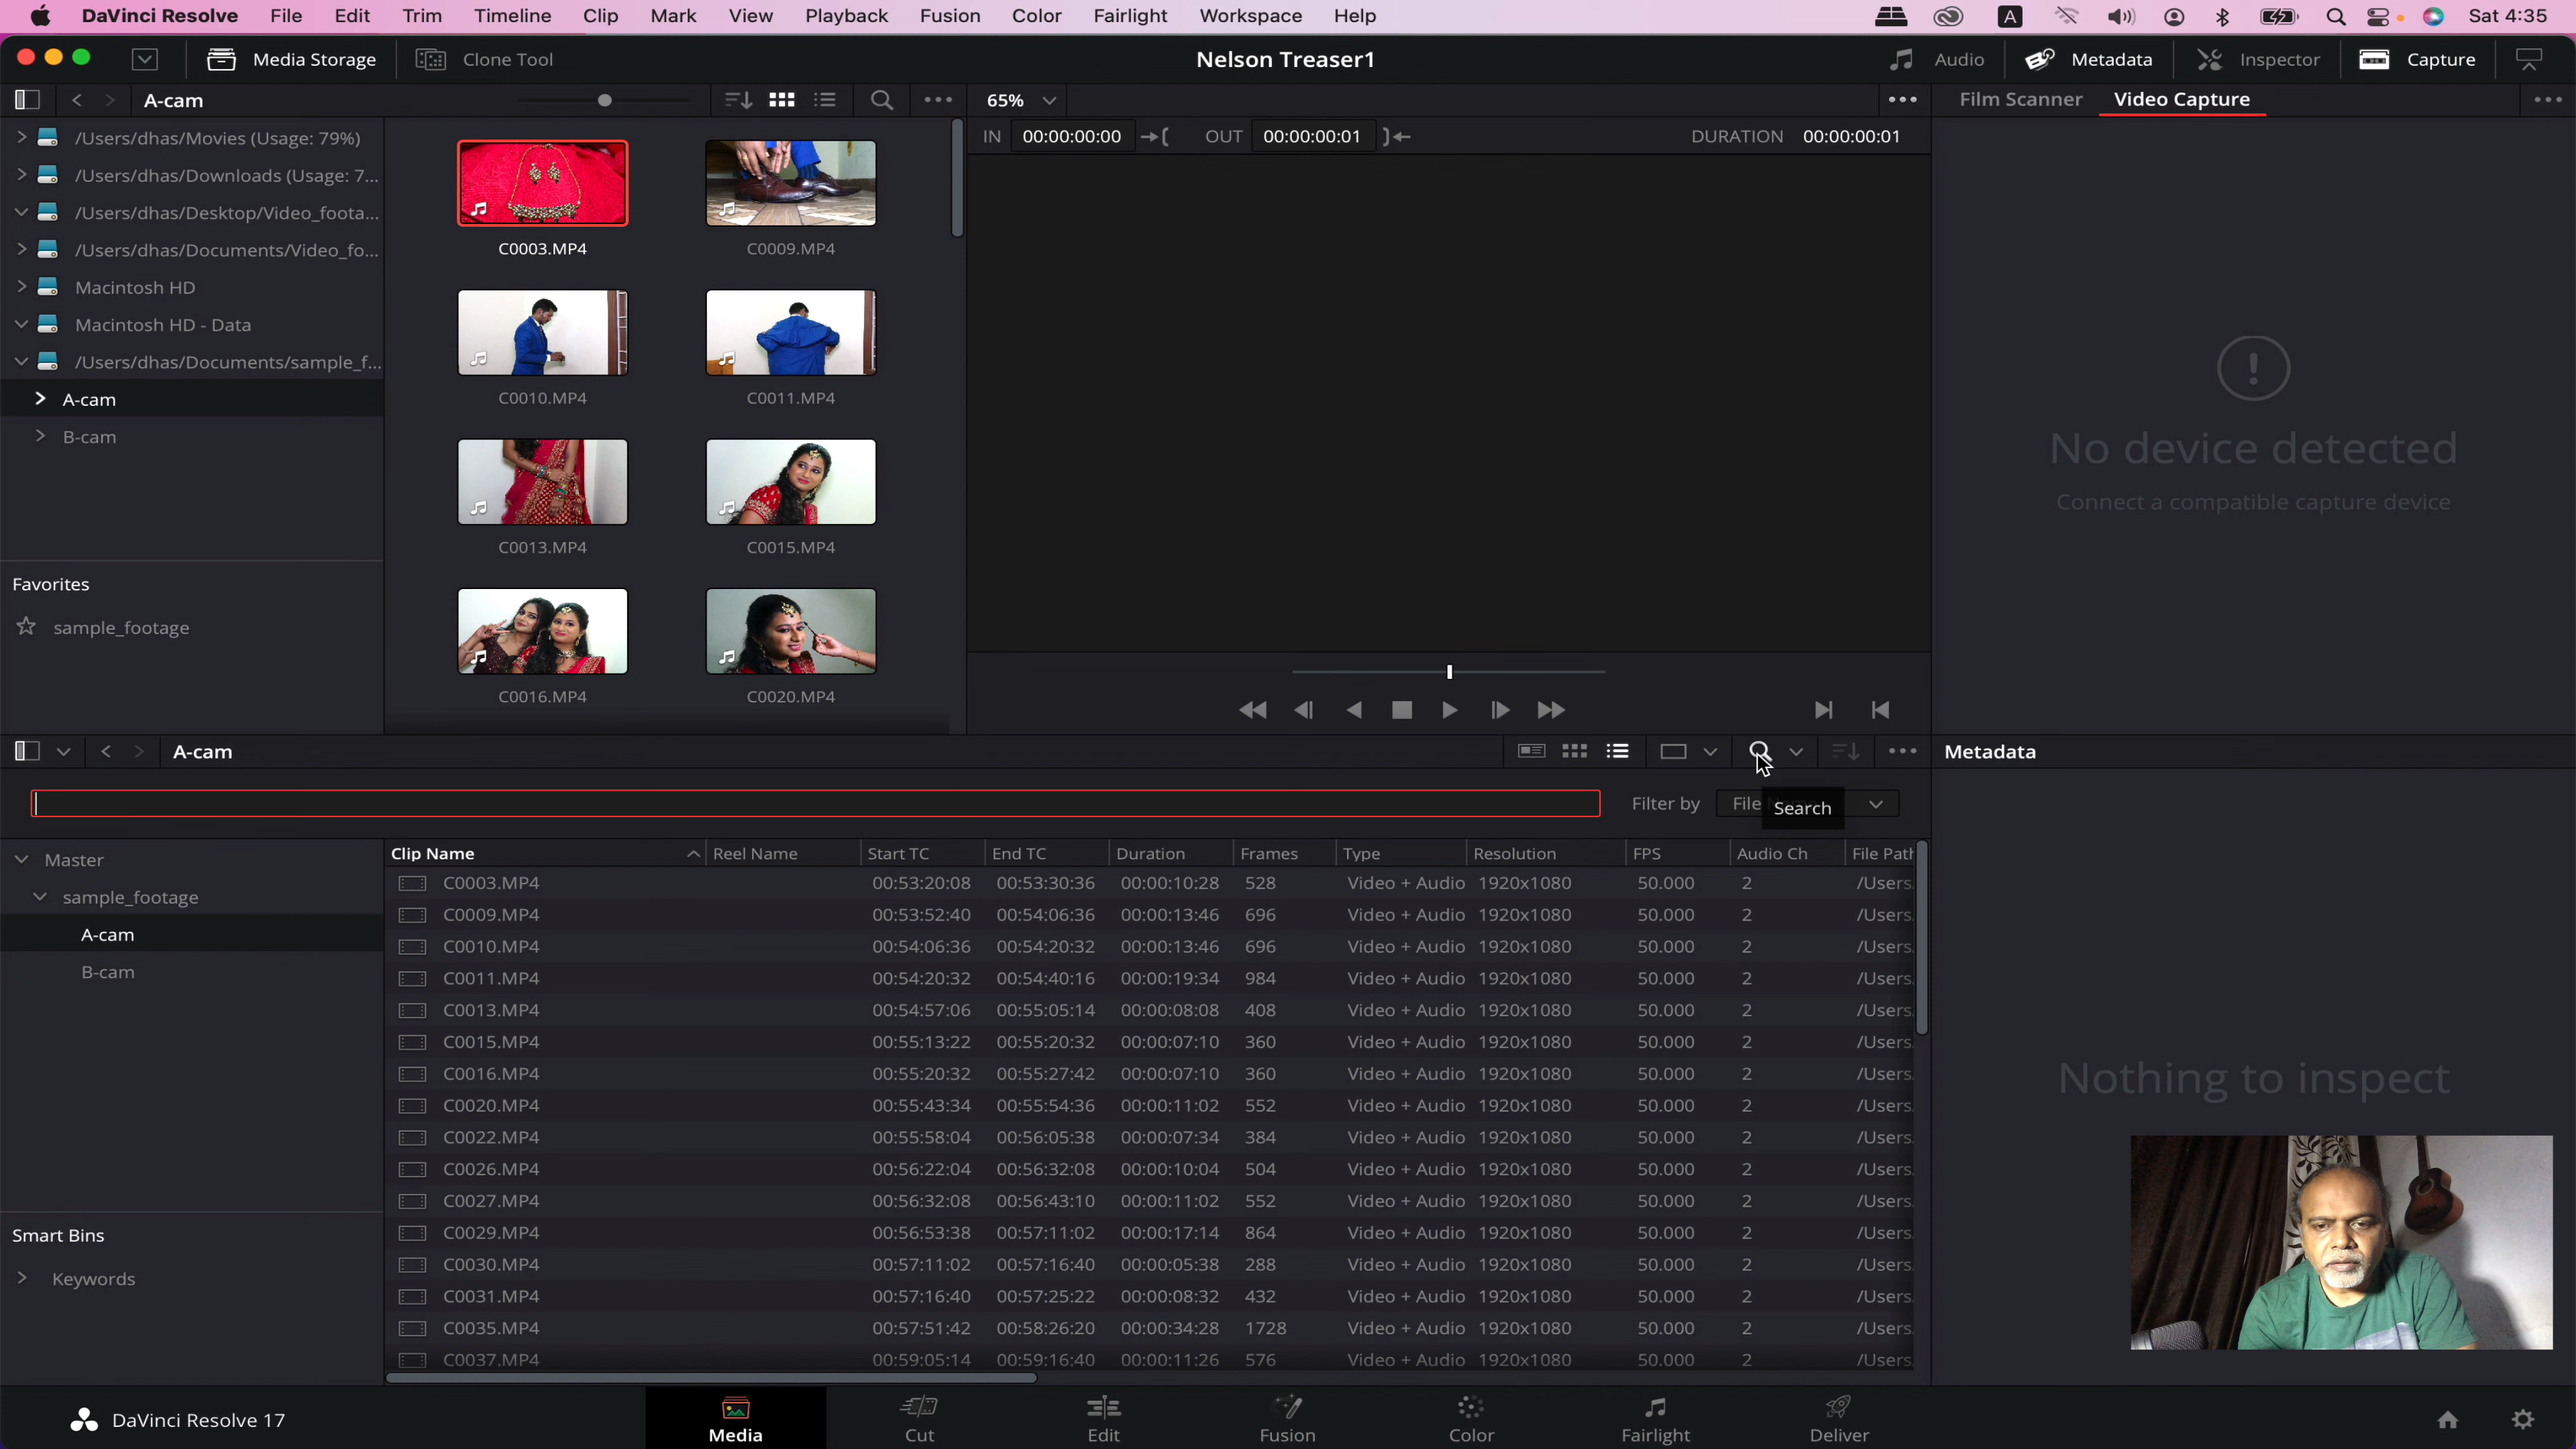 DaVinci Resolve File Edit Trim Timeline Clip Mark View Playback Fusion Color Fairlight Workspace Help A Sat 4:35
Media Storage Clone Tool Nelson Treaser1 Audio Metadata Inspector Capture
A-cam 65% Film Scanner Video Capture
IN 00:00:00:00 OUT 00:00:00:01 DURATION 00:00:00:01
/Users/dhas/Movies (Usage: 79%)
/Users/dhas/Downloads (Usage: 7...
/Users/dhas/Desktop/Video_foota...
/Users/dhas/Documents/Video_fo...
Macintosh HD
Macintosh HD - Data
/Users/dhas/Documents/sample_f...
A-cam
B-cam
Favorites
sample_footage
C0003.MP4 C0009.MP4
C0010.MP4 C0011.MP4
C0013.MP4 C0015.MP4
C0016.MP4 C0020.MP4
No device detected
Connect a compatible capture device
A-cam Metadata
Filter by File
Search
Master
sample_footage
A-cam
B-cam
Smart Bins
Keywords
Clip Name Reel Name Start TC End TC Duration Frames Type Resolution FPS Audio Ch File Path
C0003.MP4 00:53:20:08 00:53:30:36 00:00:10:28 528 Video + Audio 1920x1080 50.000 2 /Users
C0009.MP4 00:53:52:40 00:54:06:36 00:00:13:46 696 Video + Audio 1920x1080 50.000 2 /Users
C0010.MP4 00:54:06:36 00:54:20:32 00:00:13:46 696 Video + Audio 1920x1080 50.000 2 /Users
C0011.MP4 00:54:20:32 00:54:40:16 00:00:19:34 984 Video + Audio 1920x1080 50.000 2 /Users
C0013.MP4 00:54:57:06 00:55:05:14 00:00:08:08 408 Video + Audio 1920x1080 50.000 2 /Users
C0015.MP4 00:55:13:22 00:55:20:32 00:00:07:10 360 Video + Audio 1920x1080 50.000 2 /Users
C0016.MP4 00:55:20:32 00:55:27:42 00:00:07:10 360 Video + Audio 1920x1080 50.000 2 /Users
C0020.MP4 00:55:43:34 00:55:54:36 00:00:11:02 552 Video + Audio 1920x1080 50.000 2 /Users
C0022.MP4 00:55:58:04 00:56:05:38 00:00:07:34 384 Video + Audio 1920x1080 50.000 2 /Users
C0026.MP4 00:56:22:04 00:56:32:08 00:00:10:04 504 Video + Audio 1920x1080 50.000 2 /Users
C0027.MP4 00:56:32:08 00:56:43:10 00:00:11:02 552 Video + Audio 1920x1080 50.000 2 /Users
C0029.MP4 00:56:53:38 00:57:11:02 00:00:17:14 864 Video + Audio 1920x1080 50.000 2 /Users
C0030.MP4 00:57:11:02 00:57:16:40 00:00:05:38 288 Video + Audio 1920x1080 50.000 2 /Users
C0031.MP4 00:57:16:40 00:57:25:22 00:00:08:32 432 Video + Audio 1920x1080 50.000 2 /Users
C0035.MP4 00:57:51:42 00:58:26:20 00:00:34:28 1728 Video + Audio 1920x1080 50.000 2 /Users
C0037.MP4 00:59:05:14 00:59:16:40 00:00:11:26 576 Video + Audio 1920x1080 50.000 2 /Users
Nothing to inspect
DaVinci Resolve 17 Media Cut Edit Fusion Color Fairlight Deliver